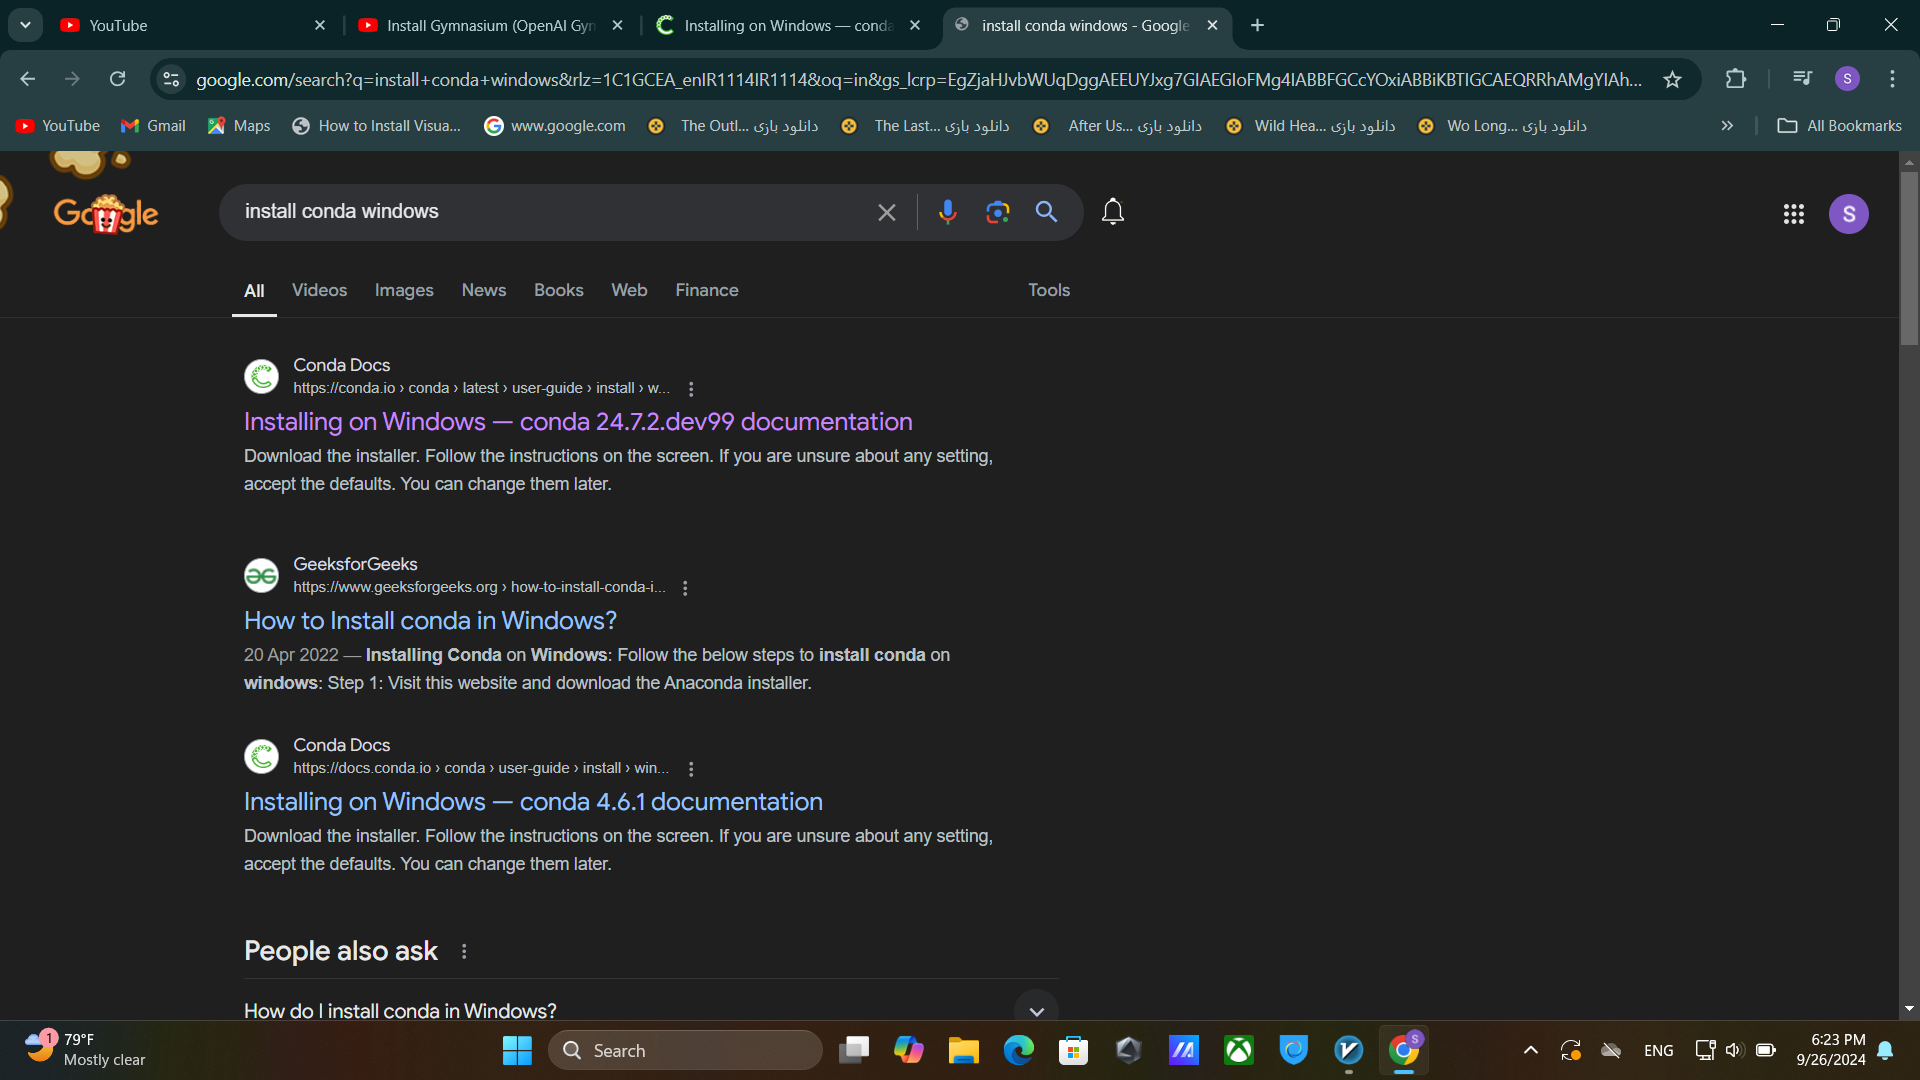 YouTube
Install Gymnasium (OpenAI Gyn
Installing on Windows — conda
install conda windows - Google
google.com/search?q=install+conda+windows&rlz=1C1GCEA_enIR1114IR1114&oq=in&gs_lcrp=EgZjaHJvbWUqDggAEEUYJxg7GIAEGIoFMg4IABBFGCcYOxiABBiKBTIGCAEQRRhAMgYIAh...
YouTube
Gmail
Maps
How to Install Visua...
www.google.com
The Outl... دانلود بازی
The Last... دانلود بازی
After Us... دانلود بازی
Wild Hea... دانلود بازی
Wo Long... دانلود بازی
All Bookmarks
Google
install conda windows
S
All
Videos
Images
News
Books
Web
Finance
Tools
Conda Docs
https://conda.io › conda › latest › user-guide › install › w...
Installing on Windows — conda 24.7.2.dev99 documentation
Download the installer. Follow the instructions on the screen. If you are unsure about any setting,
accept the defaults. You can change them later.
GeeksforGeeks
https://www.geeksforgeeks.org › how-to-install-conda-i...
How to Install conda in Windows?
20 Apr 2022 — Installing Conda on Windows: Follow the below steps to install conda on
windows: Step 1: Visit this website and download the Anaconda installer.
Conda Docs
https://docs.conda.io › conda › user-guide › install › win...
Installing on Windows — conda 4.6.1 documentation
Download the installer. Follow the instructions on the screen. If you are unsure about any setting,
accept the defaults. You can change them later.
People also ask
How do I install conda in Windows?
1
79°F
Mostly clear
Search
ENG
6:23 PM
9/26/2024